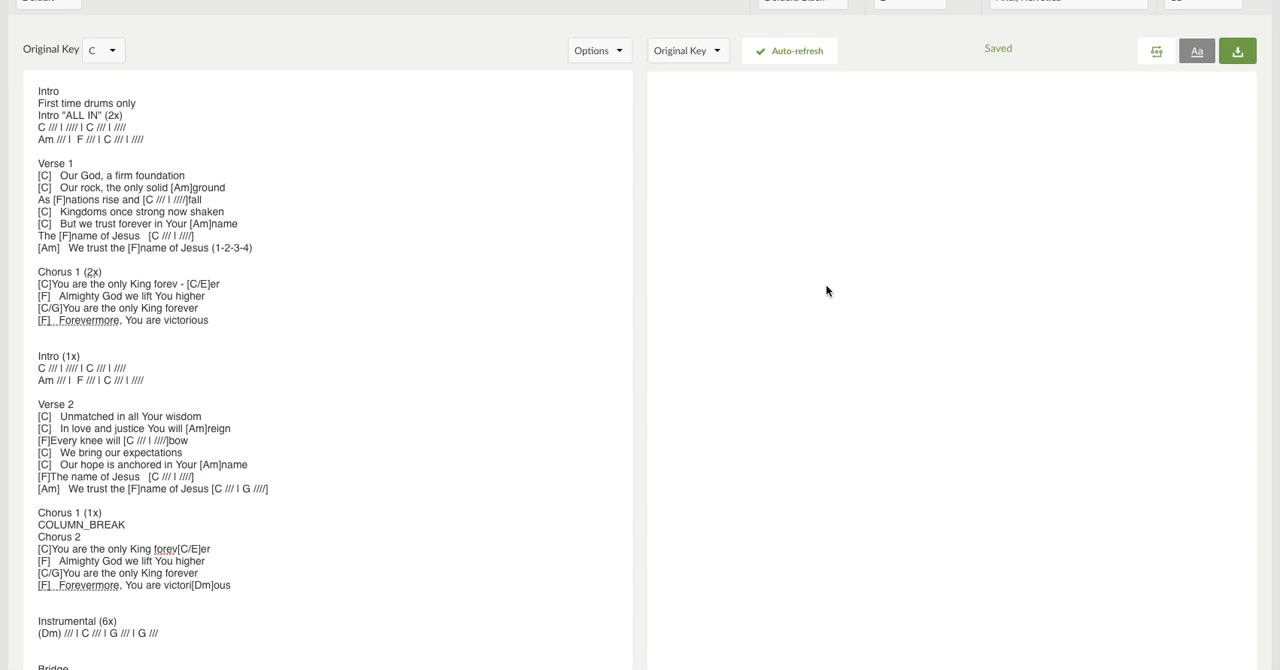 Original Key C Options Original Key Auto-refresh Saved Aa
Intro
First time drums only
Intro "ALL IN" (2x)
C /// | //// | C /// | ////
Am /// |  F /// | C /// | ////
Verse 1
[C]   Our God, a firm foundation
[C]   Our rock, the only solid [Am]ground
As [F]nations rise and [C /// | ////]fall
[C]   Kingdoms once strong now shaken
[C]   But we trust forever in Your [Am]name
The [F]name of Jesus   [C /// | ////]
[Am]   We trust the [F]name of Jesus (1-2-3-4)
Chorus 1 (2x)
[C]You are the only King forev - [C/E]er
[F]   Almighty God we lift You higher
[C/G]You are the only King forever
[F]   Forevermore, You are victorious
Intro (1x)
C /// | //// | C /// | ////
Am /// |  F /// | C /// | ////
Verse 2
[C]   Unmatched in all Your wisdom
[C]   In love and justice You will [Am]reign
[F]Every knee will [C /// | ////]bow
[C]   We bring our expectations
[C]   Our hope is anchored in Your [Am]name
[F]The name of Jesus   [C /// | ////]
[Am]   We trust the [F]name of Jesus [C /// | G ////]
Chorus 1 (1x)
COLUMN_BREAK
Chorus 2
[C]You are the only King forev[C/E]er
[F]   Almighty God we lift You higher
[C/G]You are the only King forever
[F]   Forevermore, You are victori[Dm]ous
Instrumental (6x)
(Dm) /// | C /// | G /// | G ///
Bridge